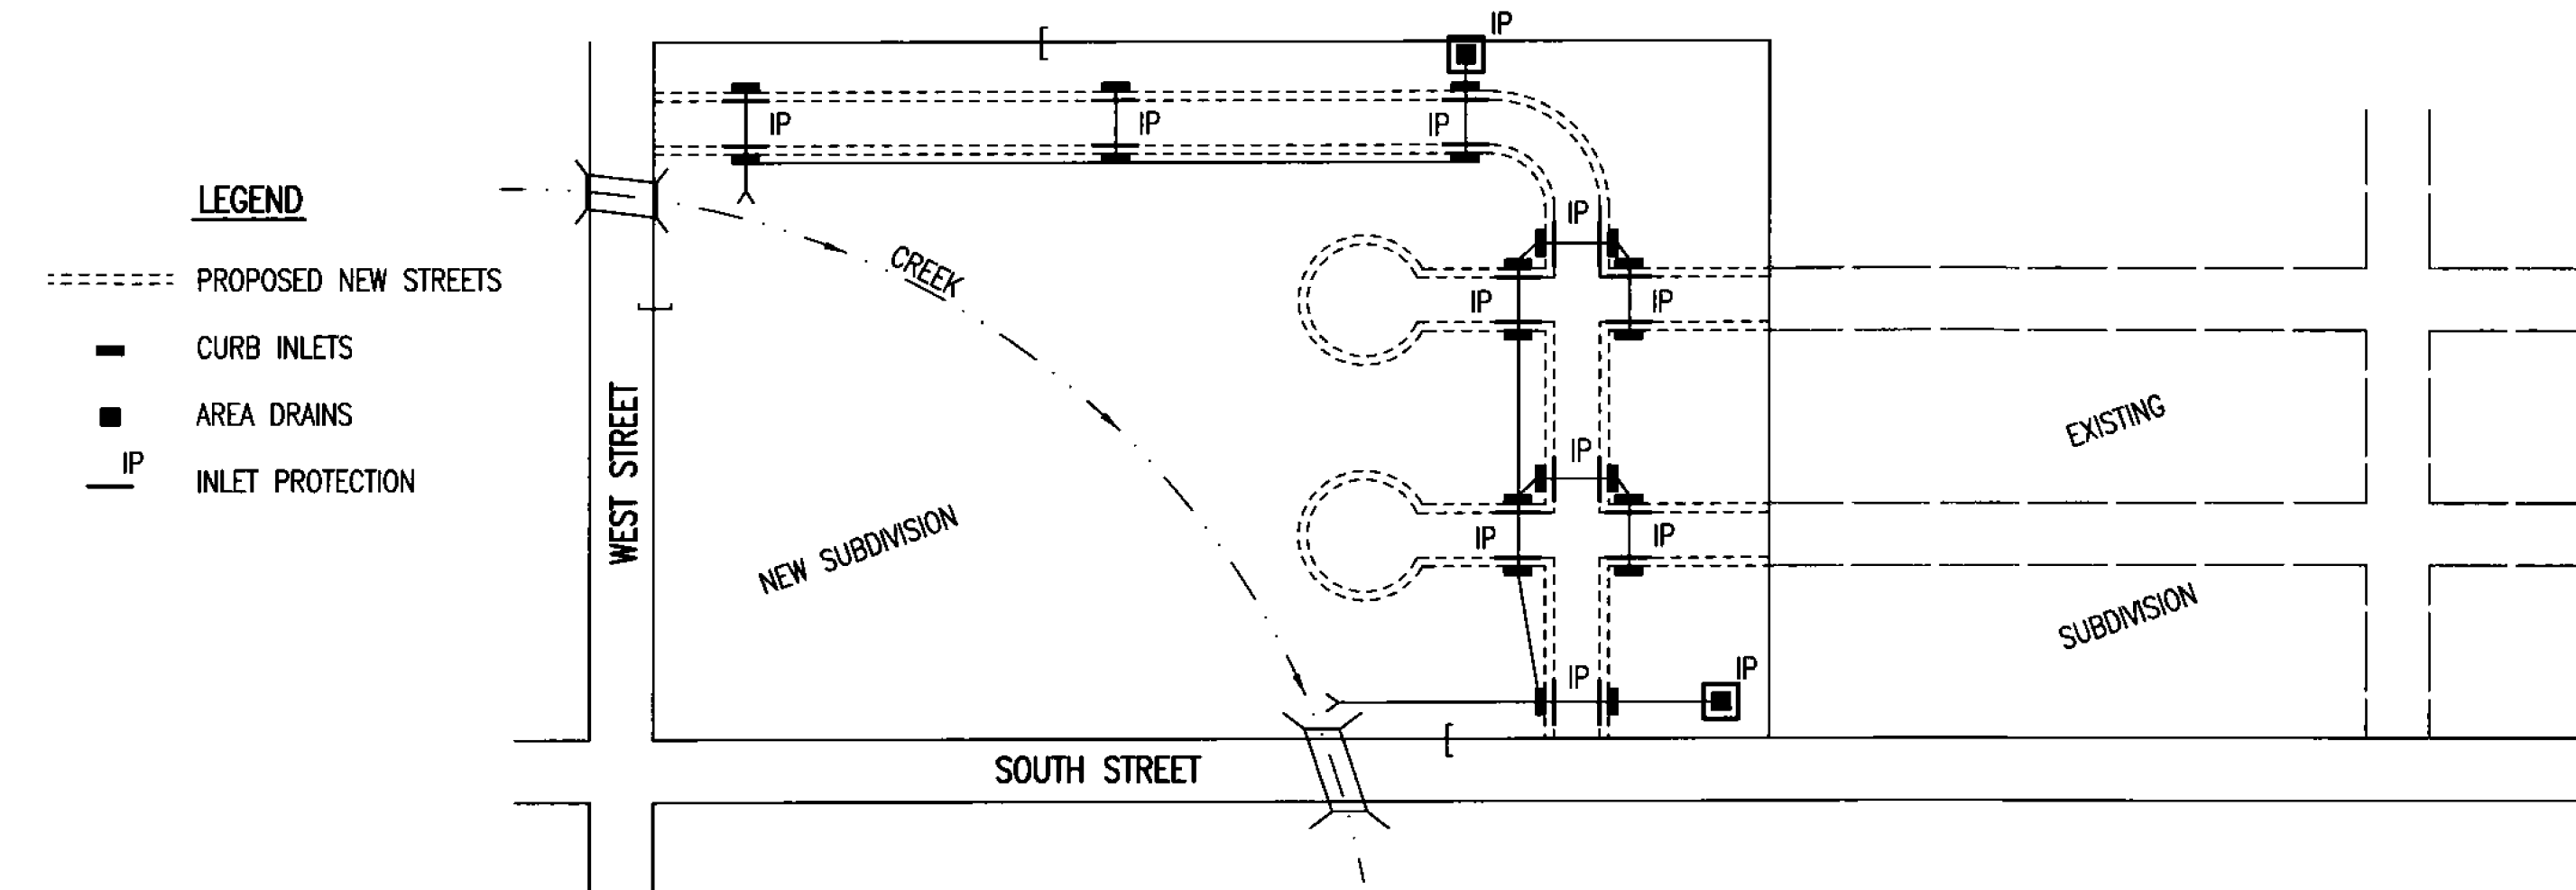 LEGEND
PROPOSED NEW STREETS
CURB INLETS
AREA DRAINS
IP
INLET PROTECTION
IP
IP
IP
IP
IP
IP
IP
IP
IP
IP
IP
IP
CREEK
WEST STREET
NEW SUBDIVISION
EXISTING
SUBDIVISION
SOUTH STREET